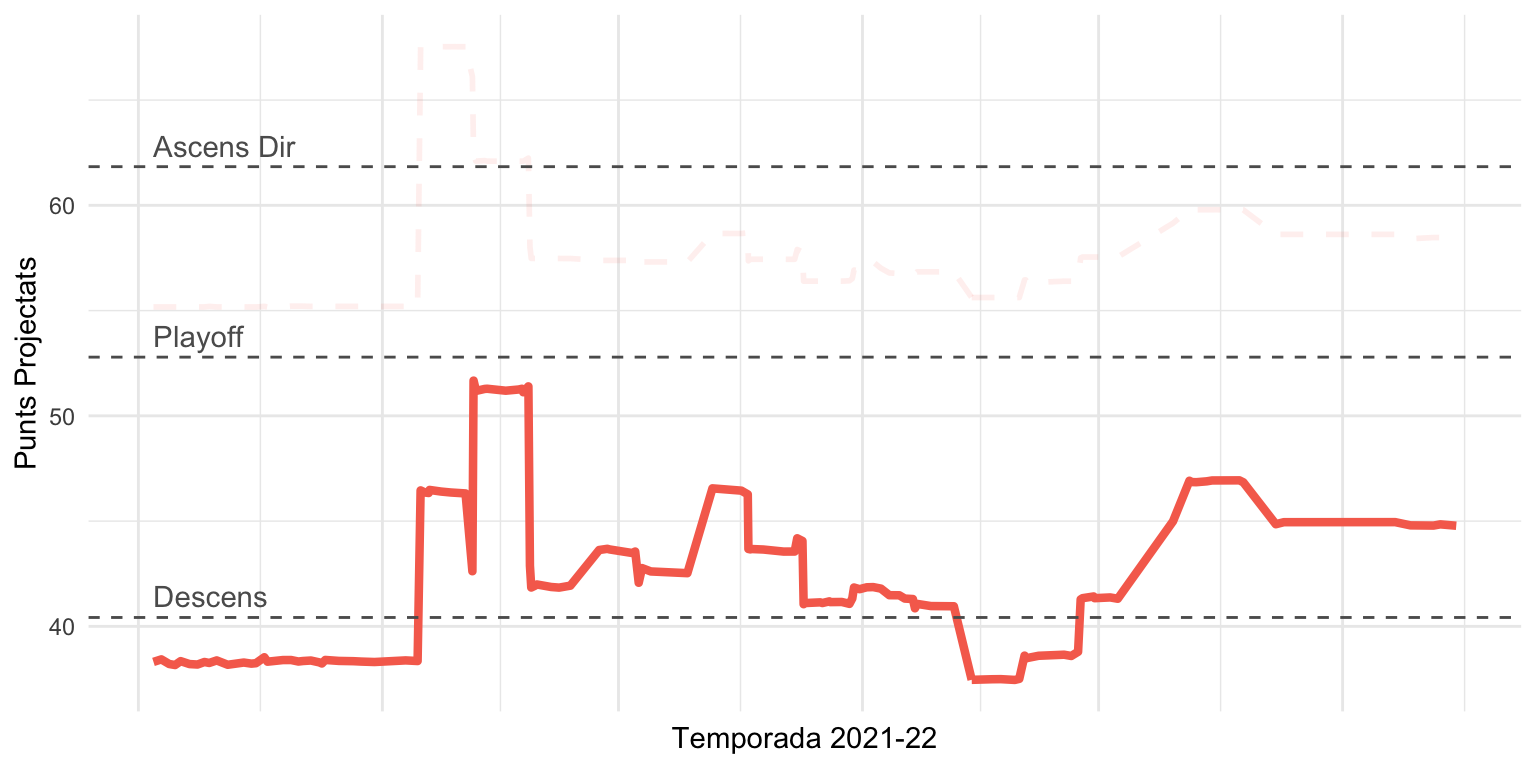 Ascens Dir
60
Playoff
50
Descens
40
Punts Projectats
Temporada 2021-22